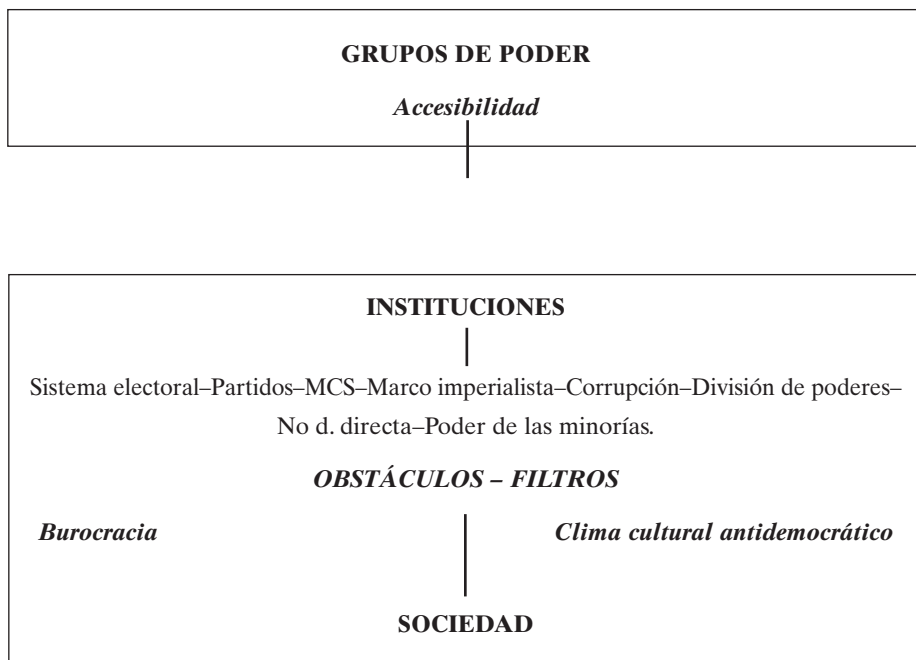 GRUPOS DE PODER
Accesibilidad
INSTITUCIONES
Sistema electoral–Partidos–MCS–Marco imperialista–Corrupción–División de poderes–
No d. directa–Poder de las minorías.
OBSTÁCULOS – FILTROS
Burocracia Clima cultural antidemocrático
SOCIEDAD